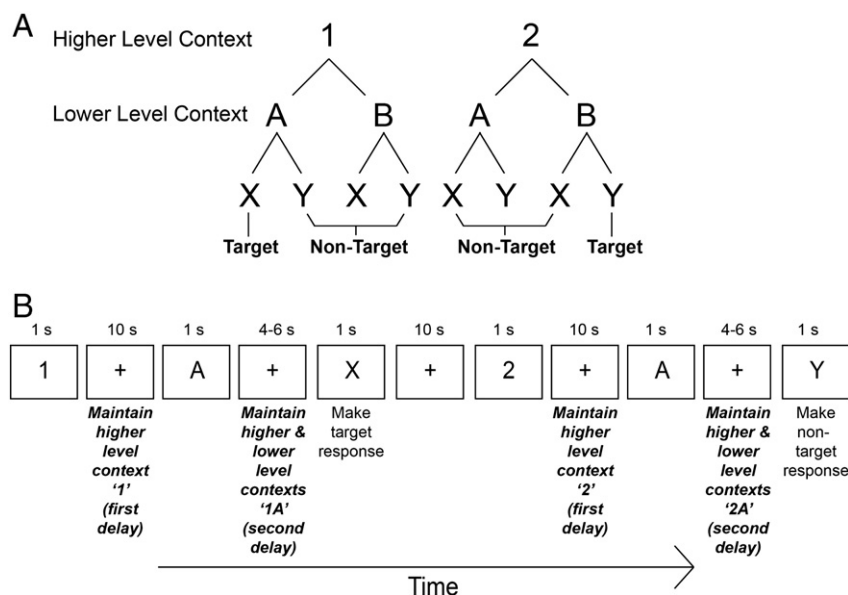 A
Higher Level Context 1 2
Lower Level Context A B A B
X Y X Y X Y X Y
Target Non-Target Non-Target Target
B
1 s 10 s 1 s 4-6 s 1 s 10 s 1 s 10 s 1 s 4-6 s 1 s
1 + A + X + 2 + A + Y
Maintain higher level context '1' (first delay)
Maintain higher & lower level contexts '1A' (second delay)
Make target response
Maintain higher level context '2' (first delay)
Maintain higher & lower level contexts '2A' (second delay)
Make non-target response
Time